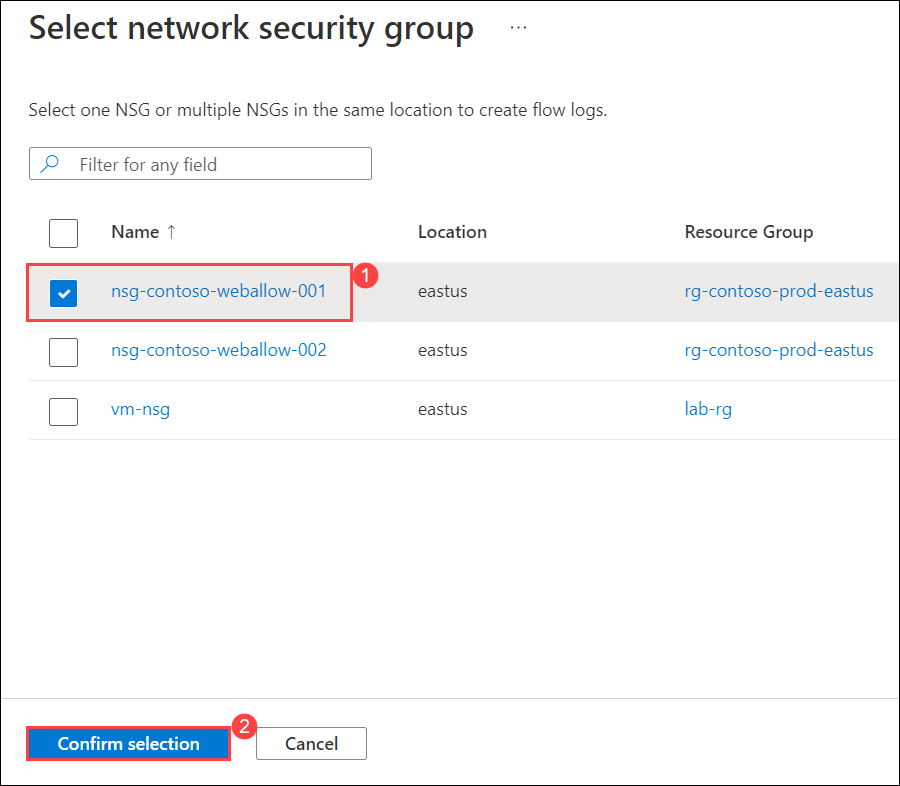 Select network security group ...
Select one NSG or multiple NSGs in the same location to create flow logs.
Filter for any field
Name ↑ Location Resource Group
nsg-contoso-weballow-001 1 eastus rg-contoso-prod-eastus
nsg-contoso-weballow-002 eastus rg-contoso-prod-eastus
vm-nsg eastus lab-rg
Confirm selection 2 Cancel